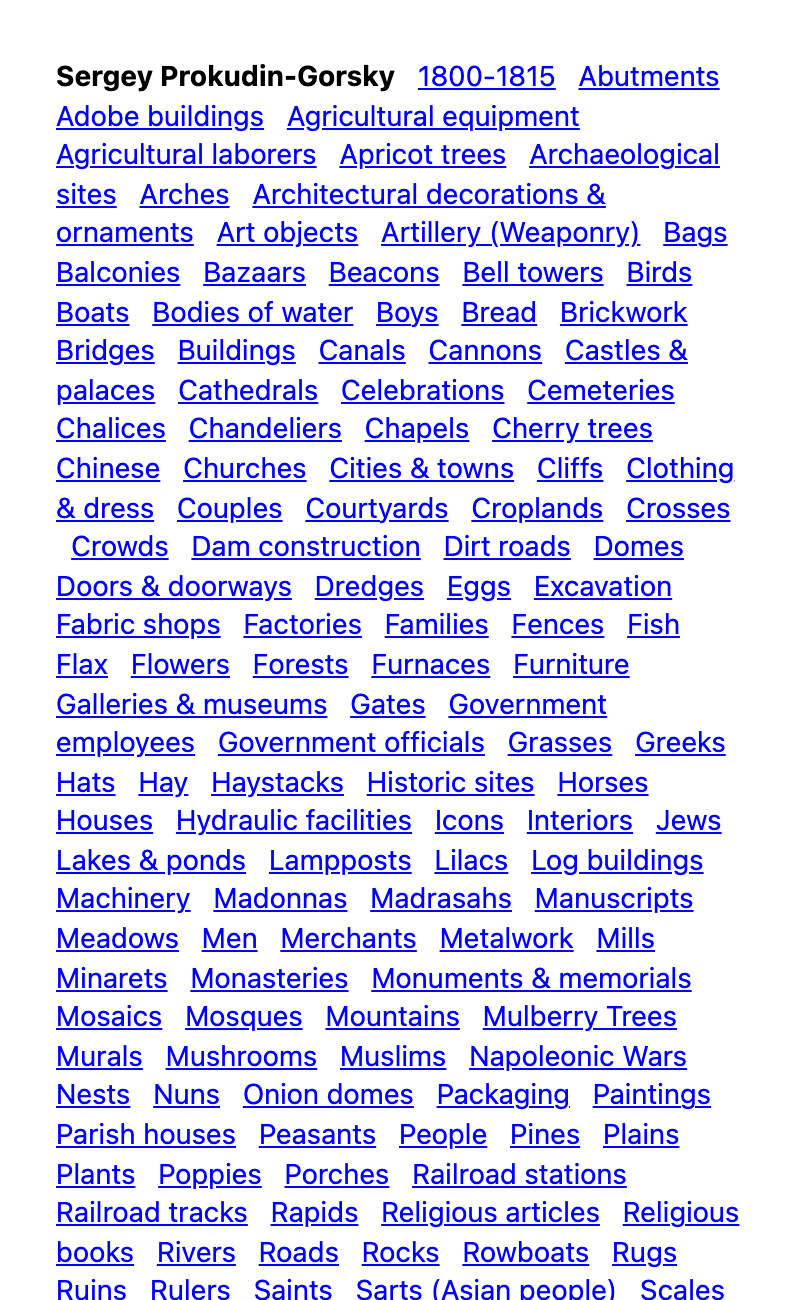 Sergey Prokudin-Gorsky 1800-1815 Abutments
Adobe buildings Agricultural equipment
Agricultural laborers Apricot trees Archaeological
sites Arches Architectural decorations &
ornaments Art objects Artillery (Weaponry) Bags
Balconies Bazaars Beacons Bell towers Birds
Boats Bodies of water Boys Bread Brickwork
Bridges Buildings Canals Cannons Castles &
palaces Cathedrals Celebrations Cemeteries
Chalices Chandeliers Chapels Cherry trees
Chinese Churches Cities & towns Cliffs Clothing
& dress Couples Courtyards Croplands Crosses
Crowds Dam construction Dirt roads Domes
Doors & doorways Dredges Eggs Excavation
Fabric shops Factories Families Fences Fish
Flax Flowers Forests Furnaces Furniture
Galleries & museums Gates Government
employees Government officials Grasses Greeks
Hats Hay Haystacks Historic sites Horses
Houses Hydraulic facilities Icons Interiors Jews
Lakes & ponds Lampposts Lilacs Log buildings
Machinery Madonnas Madrasahs Manuscripts
Meadows Men Merchants Metalwork Mills
Minarets Monasteries Monuments & memorials
Mosaics Mosques Mountains Mulberry Trees
Murals Mushrooms Muslims Napoleonic Wars
Nests Nuns Onion domes Packaging Paintings
Parish houses Peasants People Pines Plains
Plants Poppies Porches Railroad stations
Railroad tracks Rapids Religious articles Religious
books Rivers Roads Rocks Rowboats Rugs
Ruins Rulers Saints Sarts (Asian people) Scales